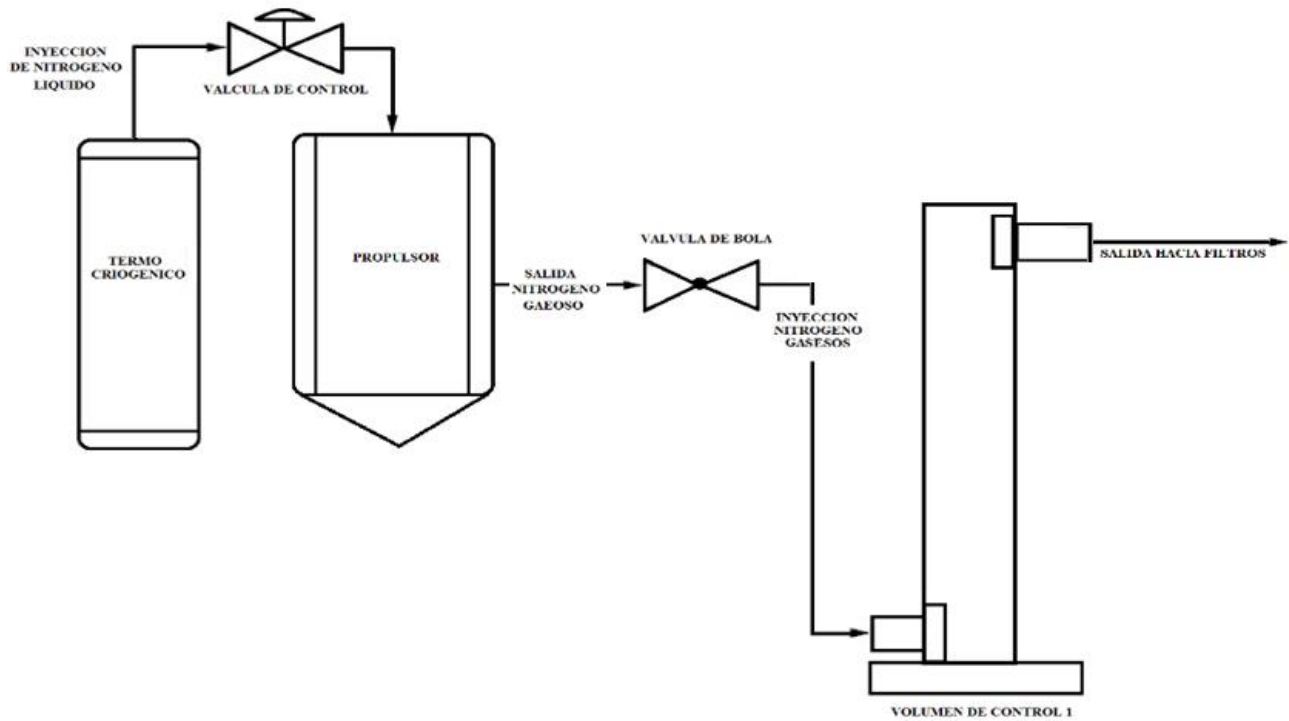 INYECCION
DE NITROGENO
LIQUIDO
VALCULA DE CONTROL
TERMO
CRIOGENICO
PROPULSOR
SALIDA
NITROGENO
GAEOSO
VALVULA DE BOLA
INYECCION
NITROGENO
GASESOS
SALIDA HACIA FILTROS
VOLUMEN DE CONTROL 1